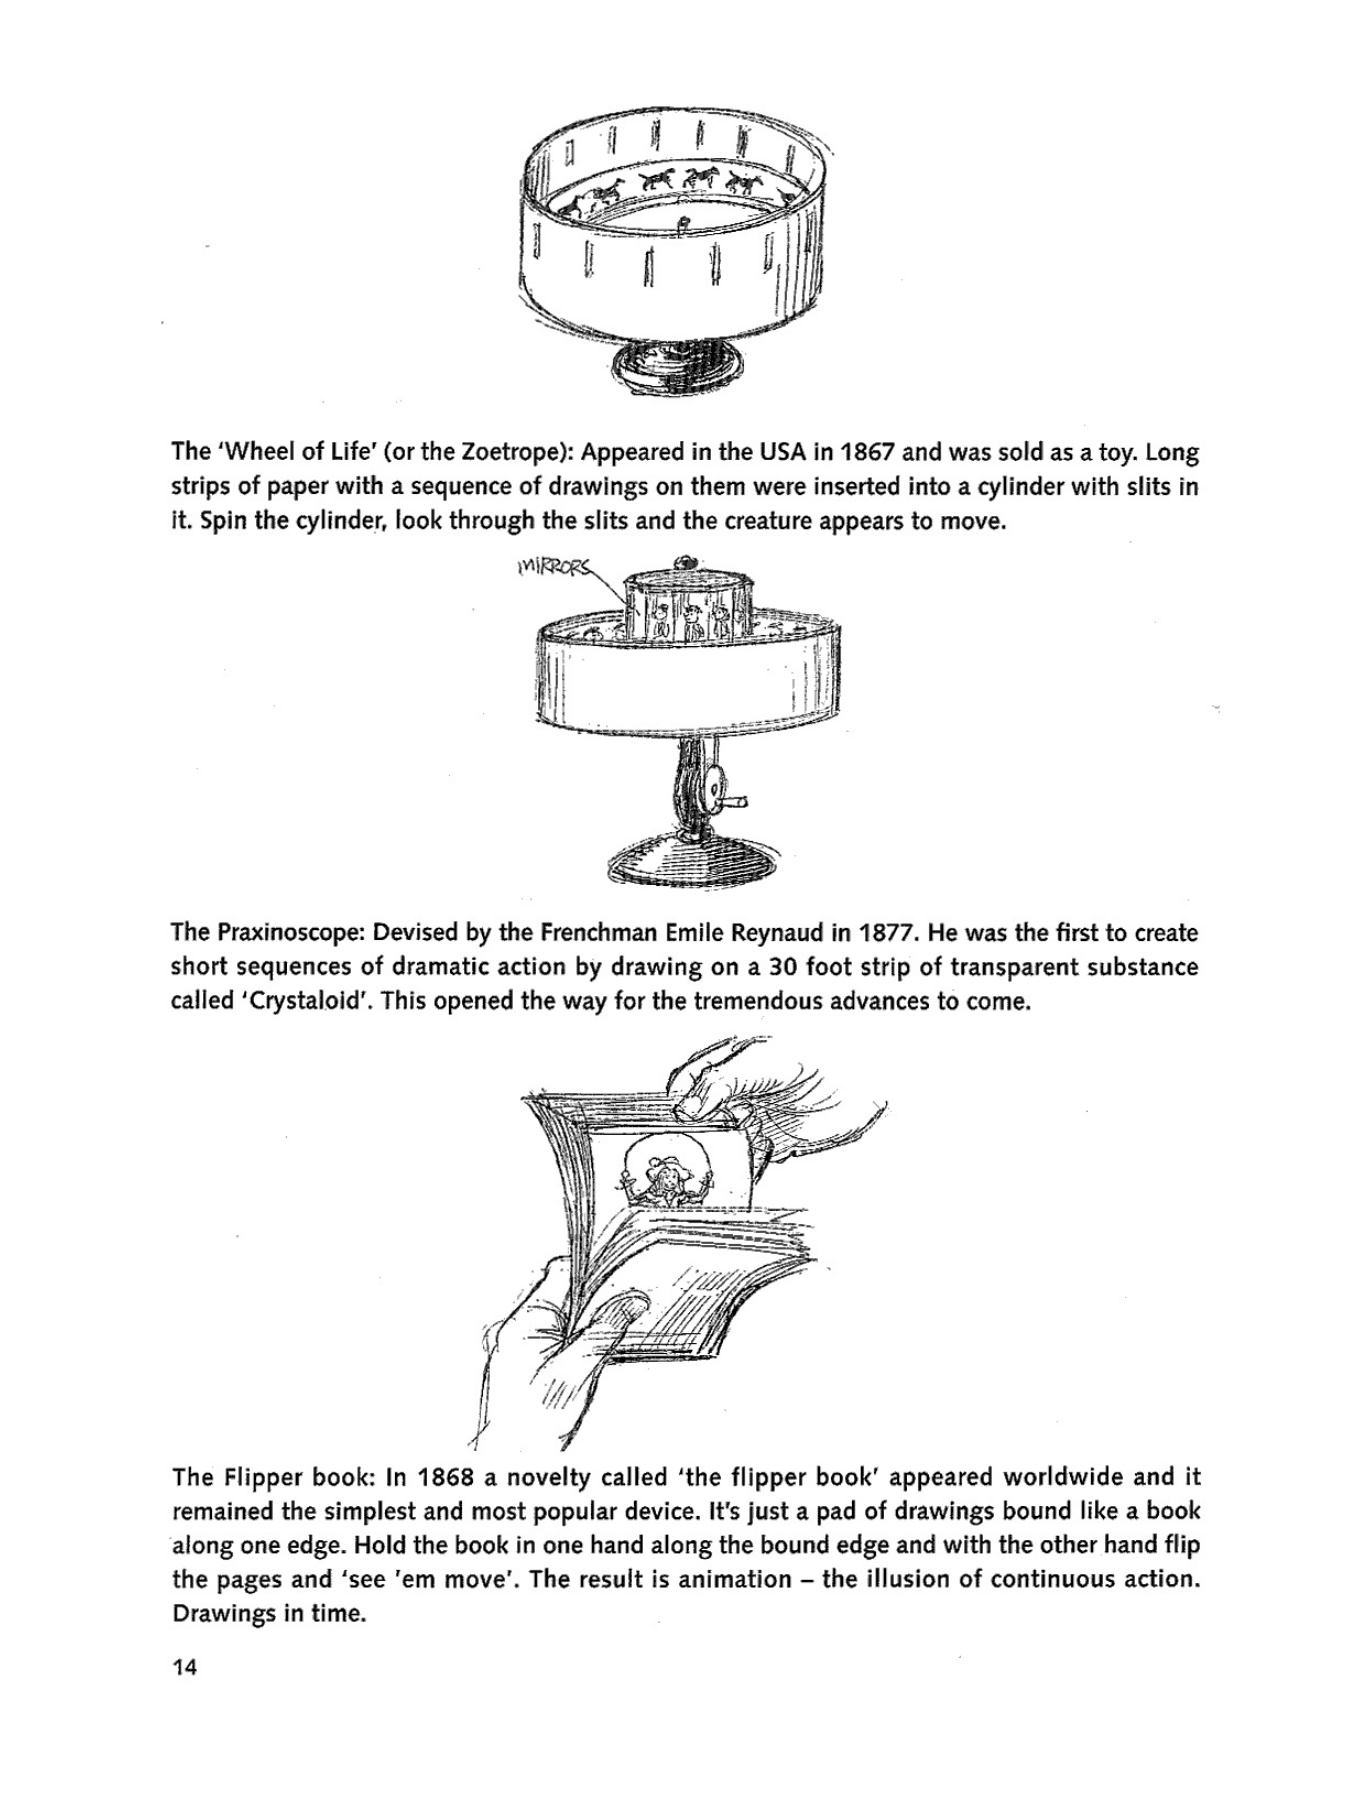 The ‘Wheel of Life’ (or the Zoetrope): Appeared in the USA in 1867 and was sold as a toy. Long
strips of paper with a sequence of drawings on them were inserted into a cylinder with slits in
it. Spin the cylinder, look through the slits and the creature appears to move.
MIRRORS
The Praxinoscope: Devised by the Frenchman Emile Reynaud in 1877. He was the first to create
short sequences of dramatic action by drawing on a 30 foot strip of transparent substance
called ‘Crystaloid’. This opened the way for the tremendous advances to come.
The Flipper book: In 1868 a novelty called ‘the flipper book’ appeared worldwide and it
remained the simplest and most popular device. It’s just a pad of drawings bound like a book
along one edge. Hold the book in one hand along the bound edge and with the other hand flip
the pages and ‘see ’em move’. The result is animation – the illusion of continuous action.
Drawings in time.
14